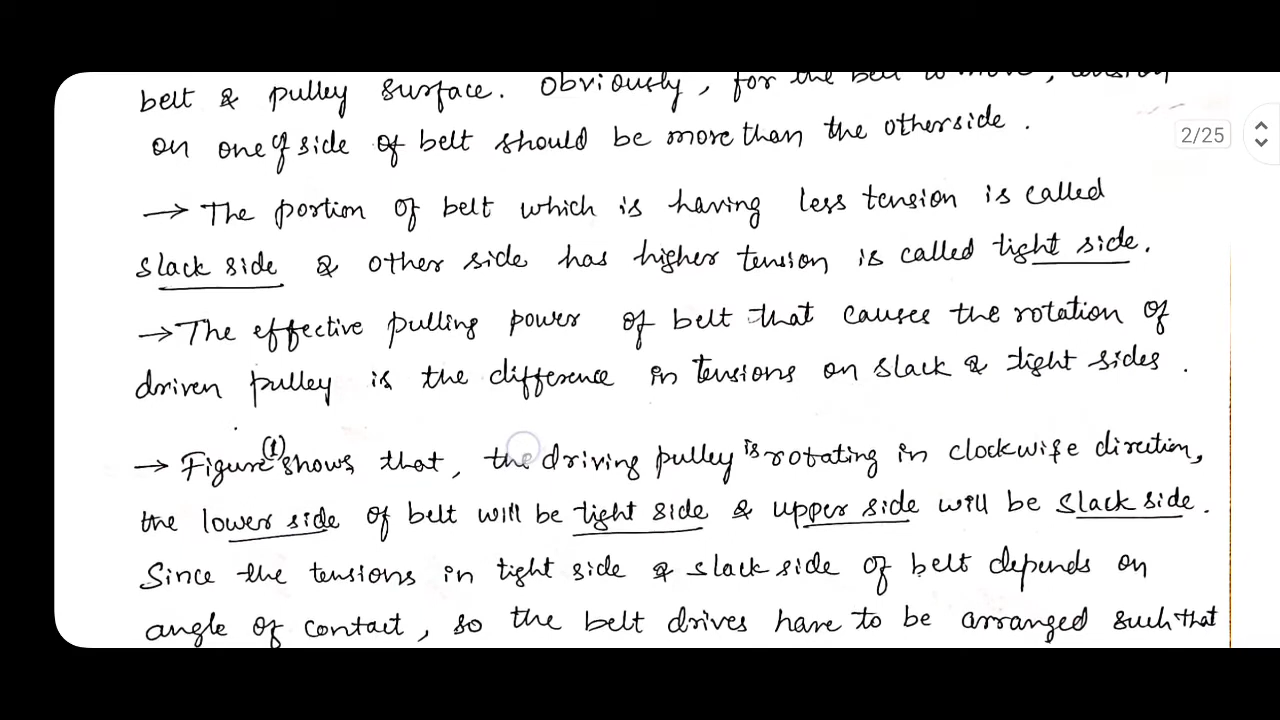 belt & pulley surface. Obviously, for the belt to move, tension
on one of side of belt should be more than the otherside.
2/25
→ The portion of belt which is having less tension is called
slack side & other side has higher tension is called tight side.
→ The effective pulling power of belt that causes the rotation of
driven pulley is the difference in tensions on slack & tight sides.
→ Figure (1) shows that, the driving pulley is rotating in clockwise direction,
the lower side of belt will be tight side & upper side will be slack side.
Since the tensions in tight side & slack side of belt depends on
angle of contact, so the belt drives have to be arranged such that